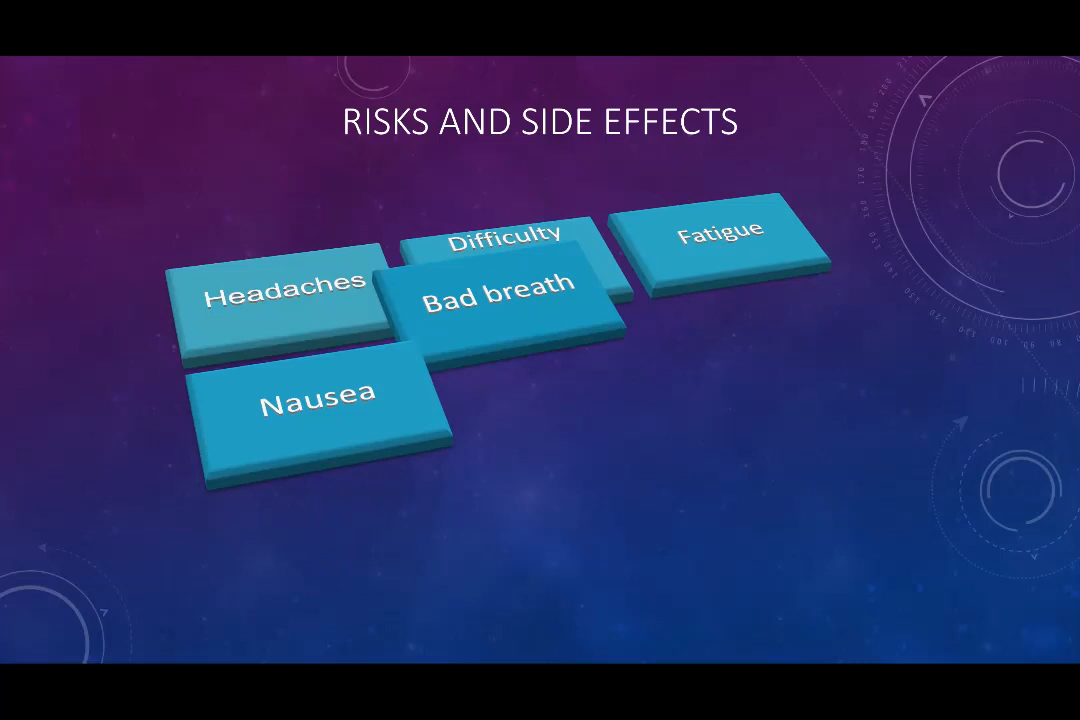 RISKS AND SIDE EFFECTS
Headaches
Difficulty
Fatigue
Bad breath
Nausea